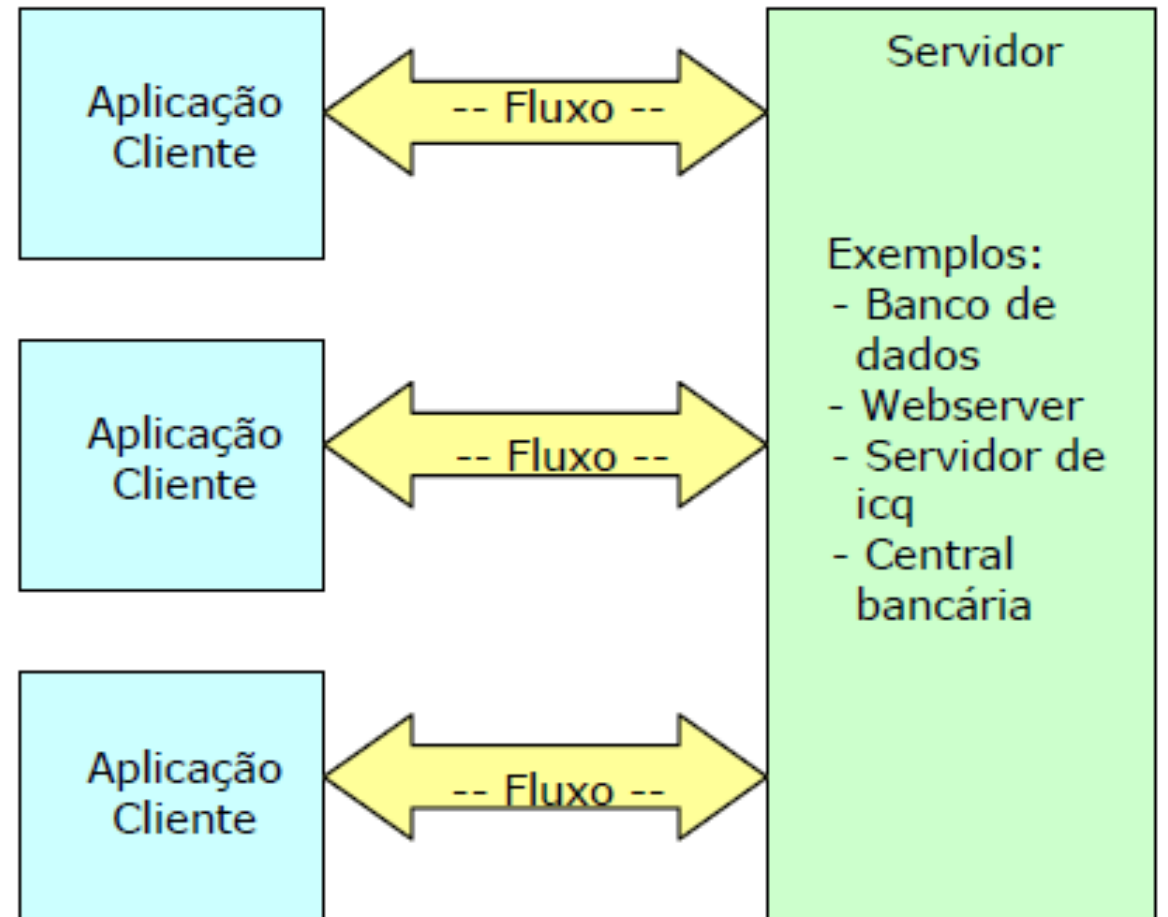 Aplicação
Cliente
-- Fluxo --
Aplicação
Cliente
-- Fluxo --
Aplicação
Cliente
-- Fluxo --
Servidor
Exemplos:
- Banco de
dados
- Webserver
- Servidor de
icq
- Central
bancária